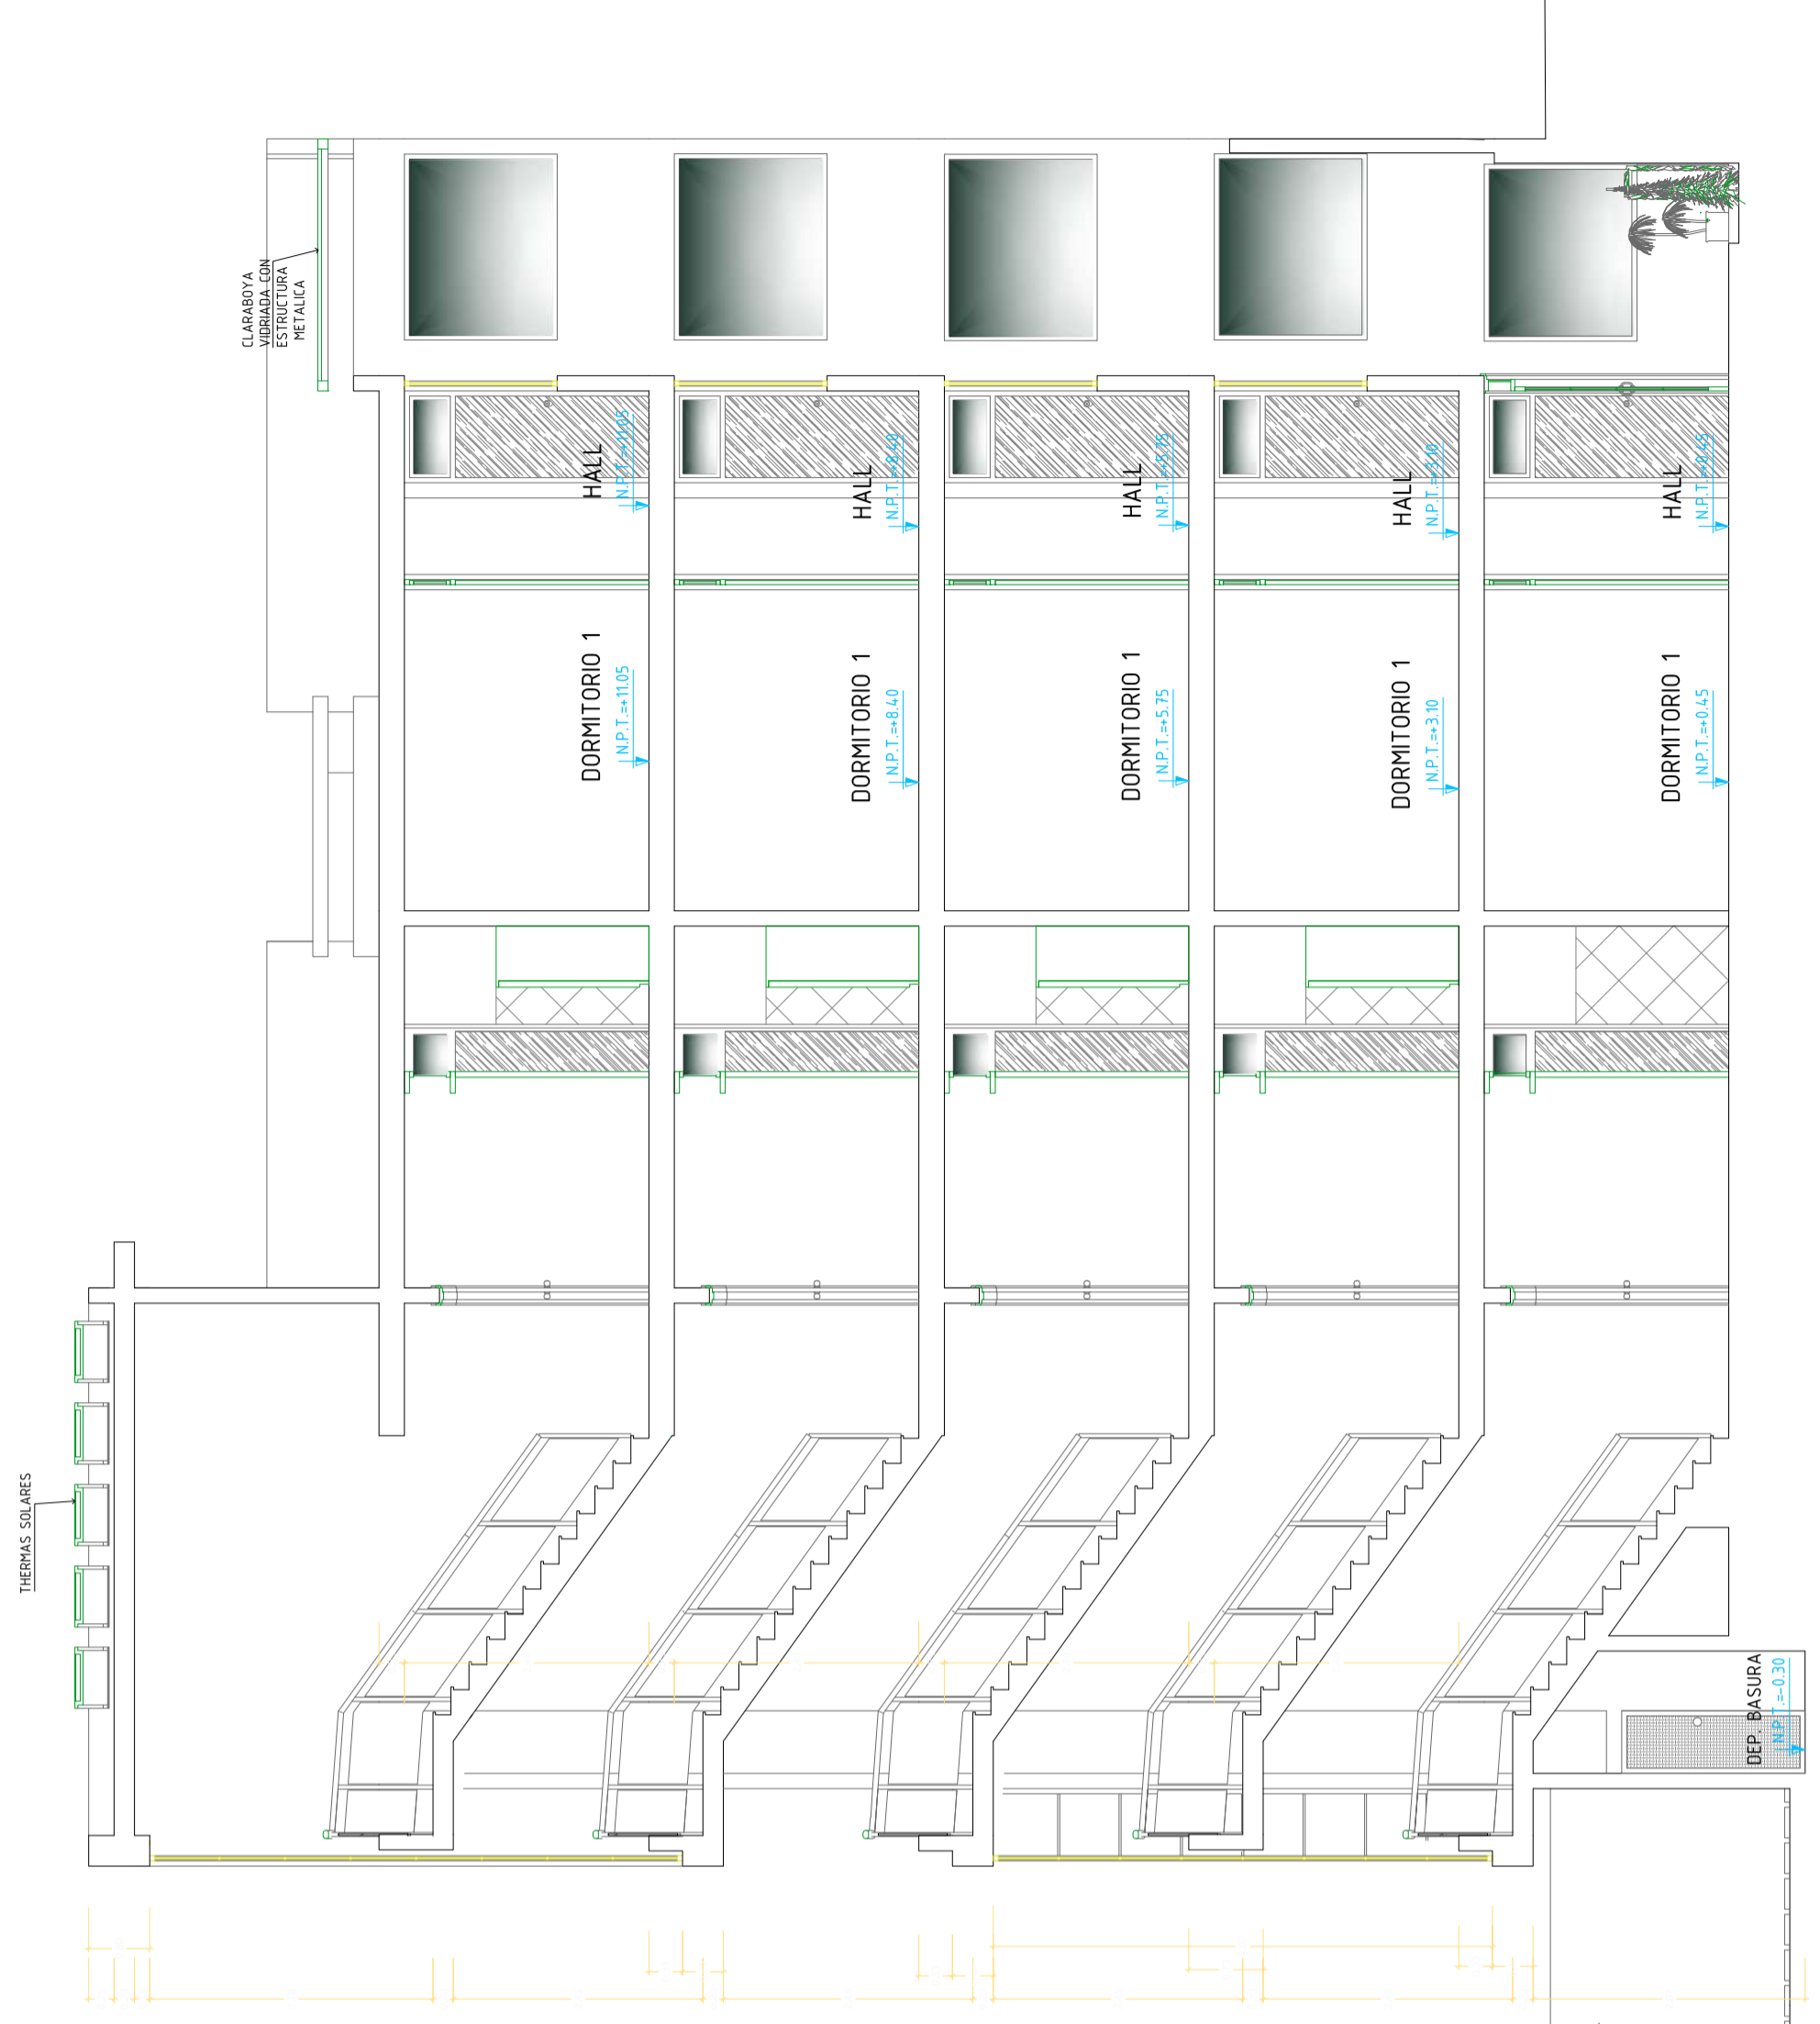 THERMAS SOLARES
CLARABOYA
VIDRIADA CON
ESTRUCTURA
METALICA
DORMITORIO 1
N.P.T.=+11.05
HALL
N.P.T.=+11.05
DORMITORIO 1
N.P.T.=+8.40
HALL
N.P.T.=+8.40
DORMITORIO 1
N.P.T.=+5.75
HALL
N.P.T.=+5.75
DORMITORIO 1
N.P.T.=+3.10
HALL
N.P.T.=+3.10
DORMITORIO 1
N.P.T.=+0.45
HALL
N.P.T.=+0.45
DEP. BASURA
N.P.T.=-0.30